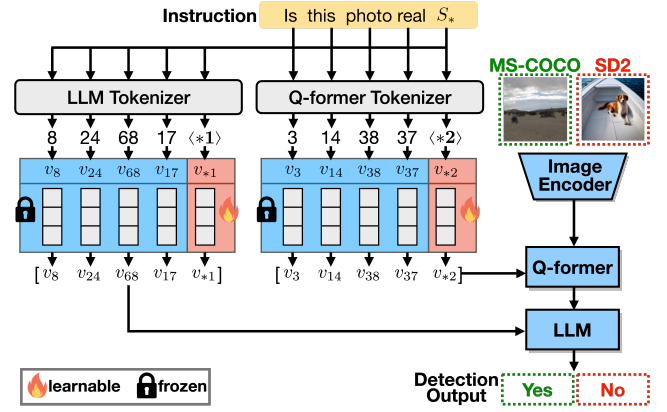 Instruction Is this photo real S*
MS-COCO SD2
LLM Tokenizer Q-former Tokenizer
8 24 68 17 ⟨*1⟩ 3 14 38 37 ⟨*2⟩
v8 v24 v68 v17 v*1 v3 v14 v38 v37 v*2
Image
Encoder
[v8 v24 v68 v17 v*1] [v3 v14 v38 v37 v*2]
Q-former
LLM
learnable frozen
Detection
Output Yes No